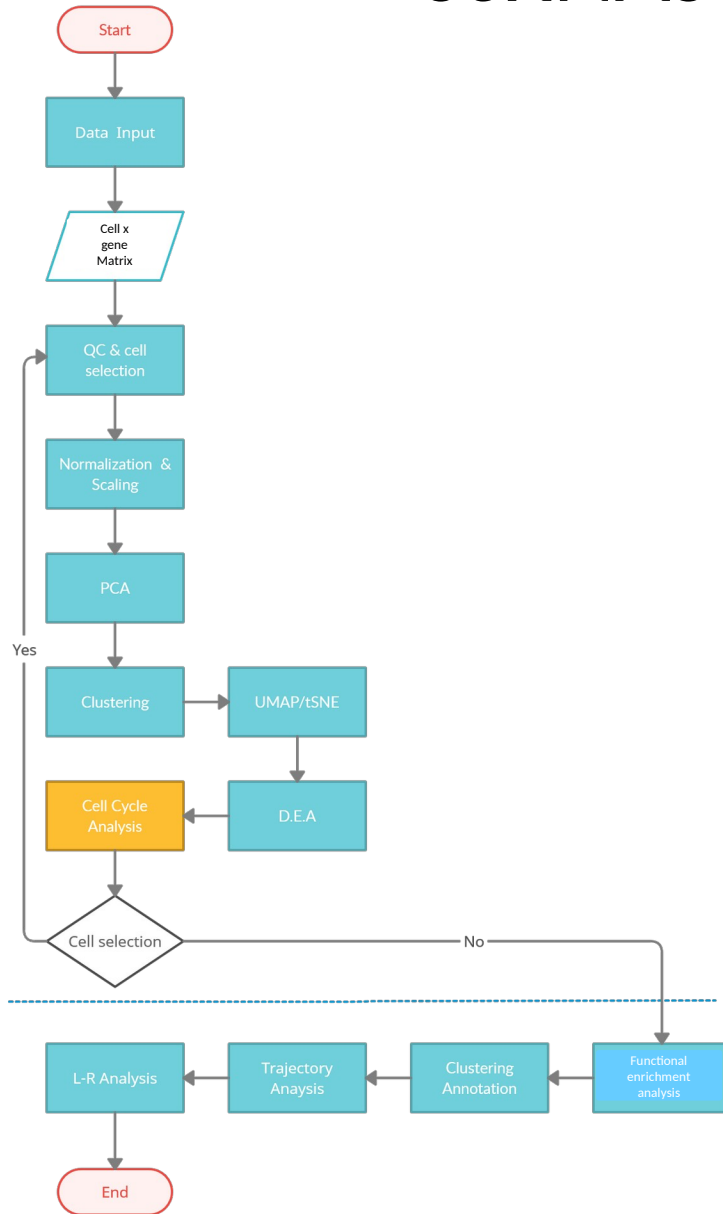 Start
Data Input
Cell x
gene
Matrix
QC & cell
selection
Normalization &
Scaling
PCA
Yes
Clustering
UMAP/tSNE
Cell Cycle
Analysis
D.E.A
Cell selection
No
L-R Analysis
Trajectory
Anaysis
Clustering
Annotation
Functional
enrichment
analysis
End